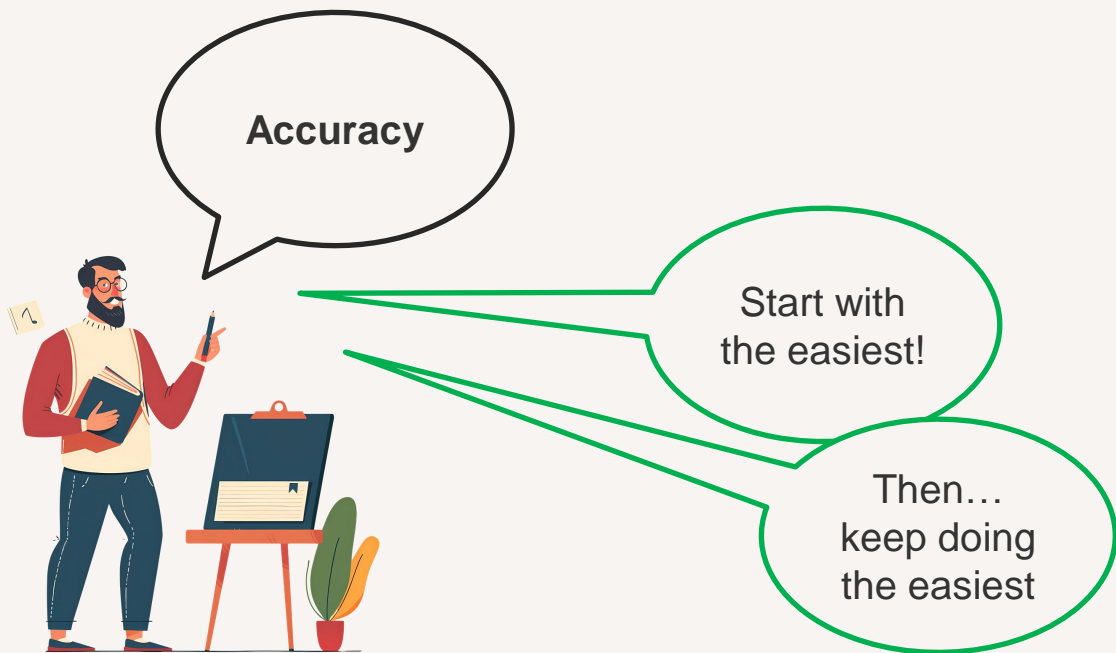 Accuracy
Start with
the easiest!
Then…
keep doing
the easiest